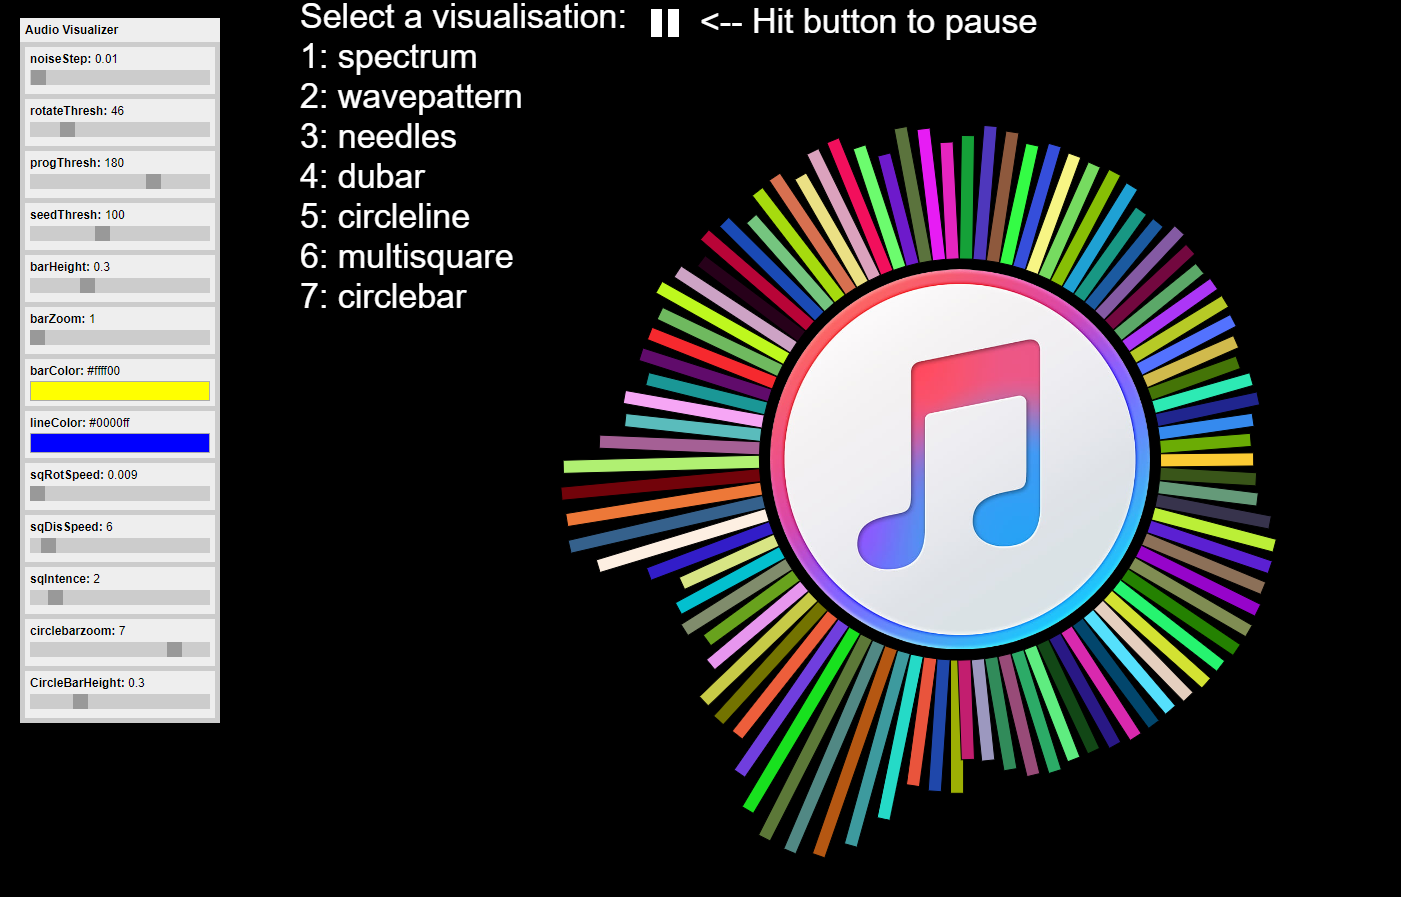 Audio Visualizer
noiseStep: 0.01
rotateThresh: 46
progThresh: 180
seedThresh: 100
barHeight: 0.3
barZoom: 1
barColor: #ffff00
lineColor: #0000ff
sqRotSpeed: 0.009
sqDisSpeed: 6
sqIntence: 2
circlebarzoom: 7
CircleBarHeight: 0.3
Select a visualisation:
<-- Hit button to pause
1: spectrum
2: wavepattern
3: needles
4: dubar
5: circleline
6: multisquare
7: circlebar